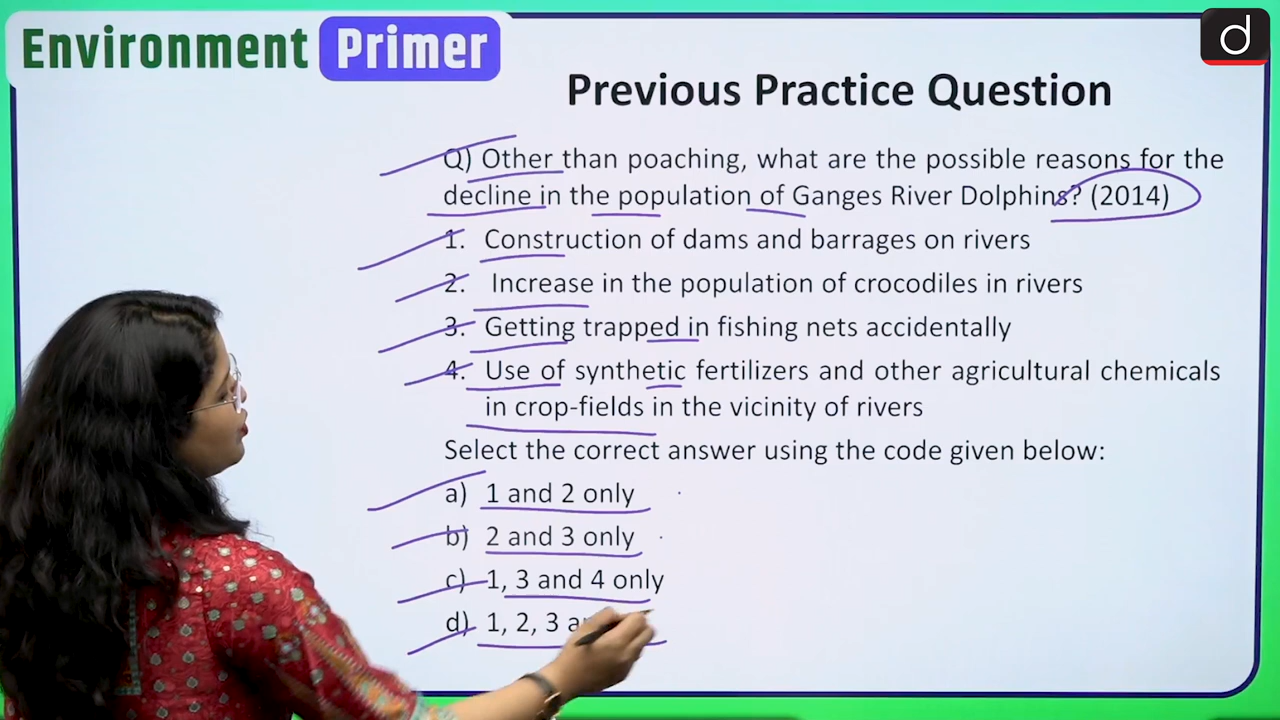 Environment Primer
d
Previous Practice Question
Q) Other than poaching, what are the possible reasons for the
decline in the population of Ganges River Dolphins? (2014)
1. Construction of dams and barrages on rivers
2. Increase in the population of crocodiles in rivers
3. Getting trapped in fishing nets accidentally
4. Use of synthetic fertilizers and other agricultural chemicals
in crop-fields in the vicinity of rivers
Select the correct answer using the code given below:
a) 1 and 2 only
b) 2 and 3 only
c) 1, 3 and 4 only
d) 1, 2, 3